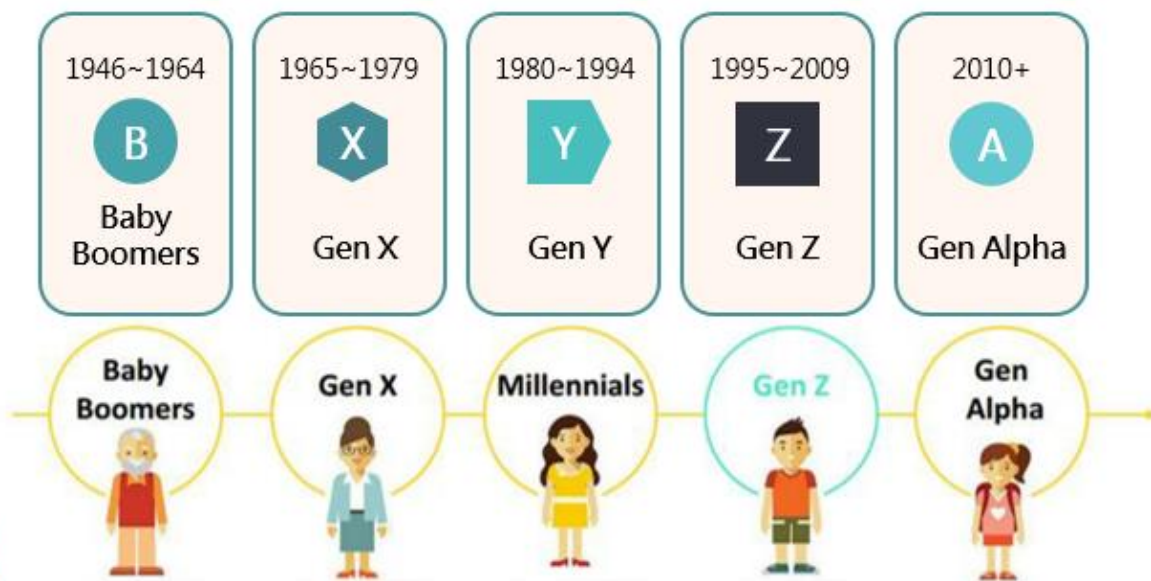 1946~1964
B
Baby
Boomers
1965~1979
X
Gen X
1980~1994
Y
Gen Y
1995~2009
Z
Gen Z
2010+
A
Gen Alpha
Baby
Boomers
Gen X
Millennials
Gen Z
Gen
Alpha